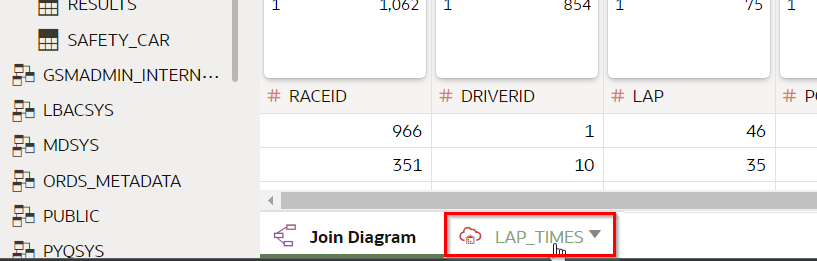 RESULTS
SAFETY_CAR
GSMADMIN_INTERN···
LBACSYS
MDSYS
ORDS_METADATA
PUBLIC
PYQSYS
1 1,062 1 854 1 75 1
# RACEID # DRIVERID # LAP #
966 1 46
351 10 35
Join Diagram LAP_TIMES